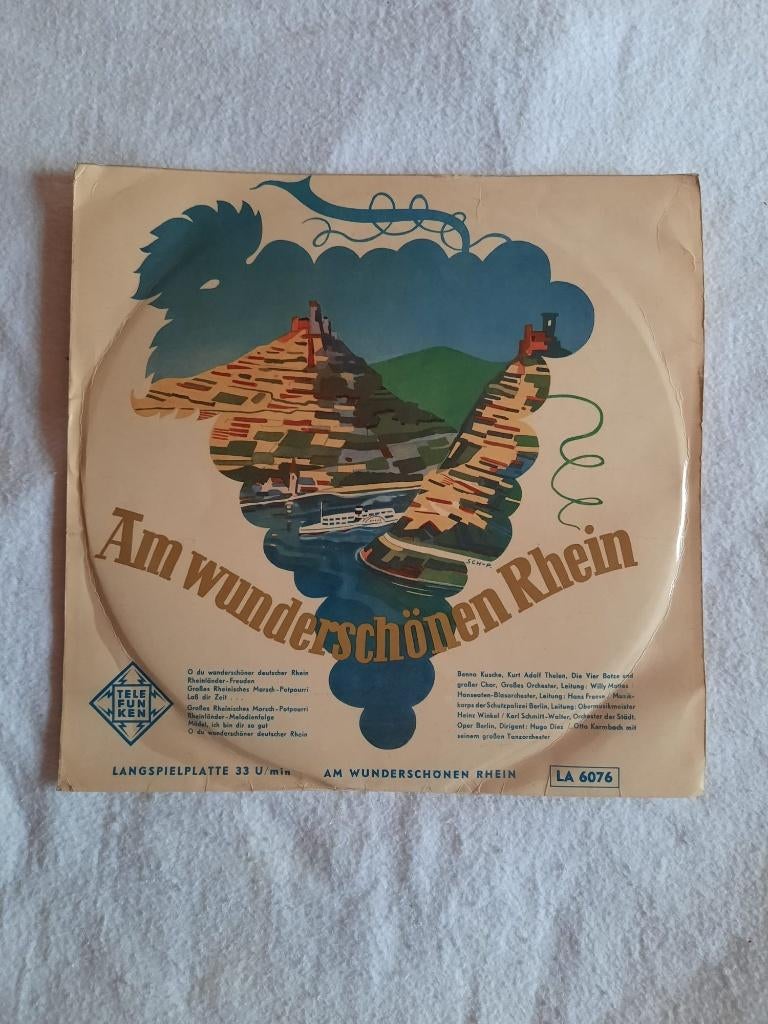 SCH-P.
Am wunderschönen Rhein
TELE
FUN
KEN
O du wunderschöner deutscher Rhein
Rheinländer-Freuden
Großes Rheinisches Marsch-Potpourri
Laß dir Zeit . . .
Großes Rheinisches Marsch-Potpourri
Rheinländer-Melodienfolge
Mädel, ich bin dir so gut
O du wunderschöner deutscher Rhein
Benno Kusche, Kurt Adolf Thelen, Die Vier Botze und
großer Chor, Großes Orchester, Leitung: Willy Mattes
Hanseaten-Blasorchester, Leitung: Hans Freese / Musik-
korps der Schutzpolizei Berlin, Leitung: Obermusikmeister
Heinz Winkel / Karl Schmitt-Walter, Orchester der Städt.
Oper Berlin, Dirigent: Hugo Diez / Otto Kermbach mit
seinem großen Tanzorchester
LANGSPIELPLATTE 33 U/min AM WUNDERSCHÖNEN RHEIN LA 6076